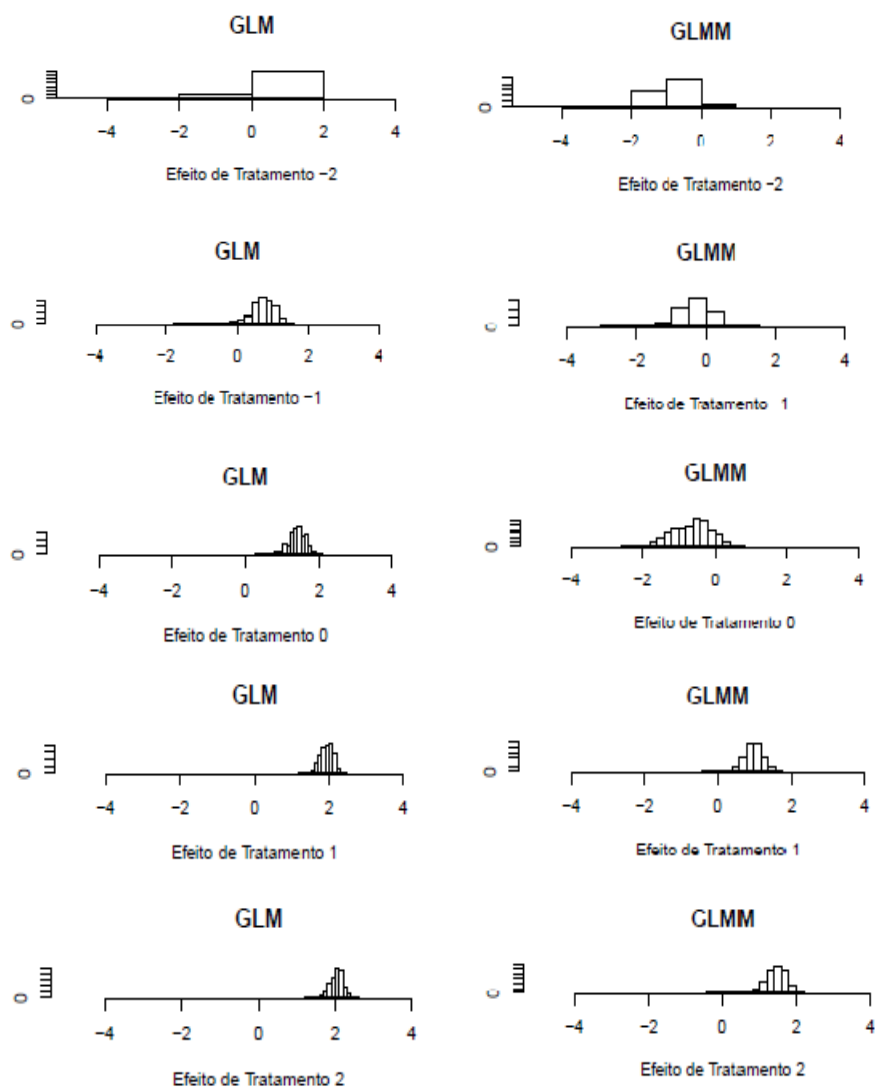 GLM
0
−4 −2 0 2 4
Efeito de Tratamento −2
GLMM
0
−4 −2 0 2 4
Efeito de Tratamento −2
GLM
0
−4 −2 0 2 4
Efeito de Tratamento −1
GLMM
0
−4 −2 0 2 4
Efeito de Tratamento 1
GLM
0
−4 −2 0 2 4
Efeito de Tratamento 0
GLMM
0
−4 −2 0 2 4
Efeito de Tratamento 0
GLM
0
−4 −2 0 2 4
Efeito de Tratamento 1
GLMM
0
−4 −2 0 2 4
Efeito de Tratamento 1
GLM
0
−4 −2 0 2 4
Efeito de Tratamento 2
GLMM
0
−4 −2 0 2 4
Efeito de Tratamento 2